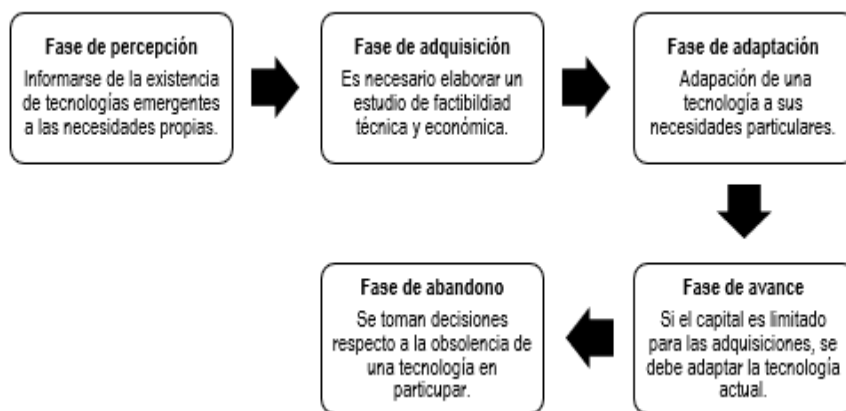 Fase de percepción
Informarse de la existencia
de tecnologías emergentes
a las necesidades propias.
Fase de adquisición
Es necesario elaborar un
estudio de factibildiad
técnica y económica.
Fase de adaptación
Adapación de una
tecnología a sus
necesidades particulares.
Fase de avance
Si el capital es limitado
para las adquisiciones, se
debe adaptar la tecnología
actual.
Fase de abandono
Se toman decisiones
respecto a la obsolencia de
una tecnología en
particupar.